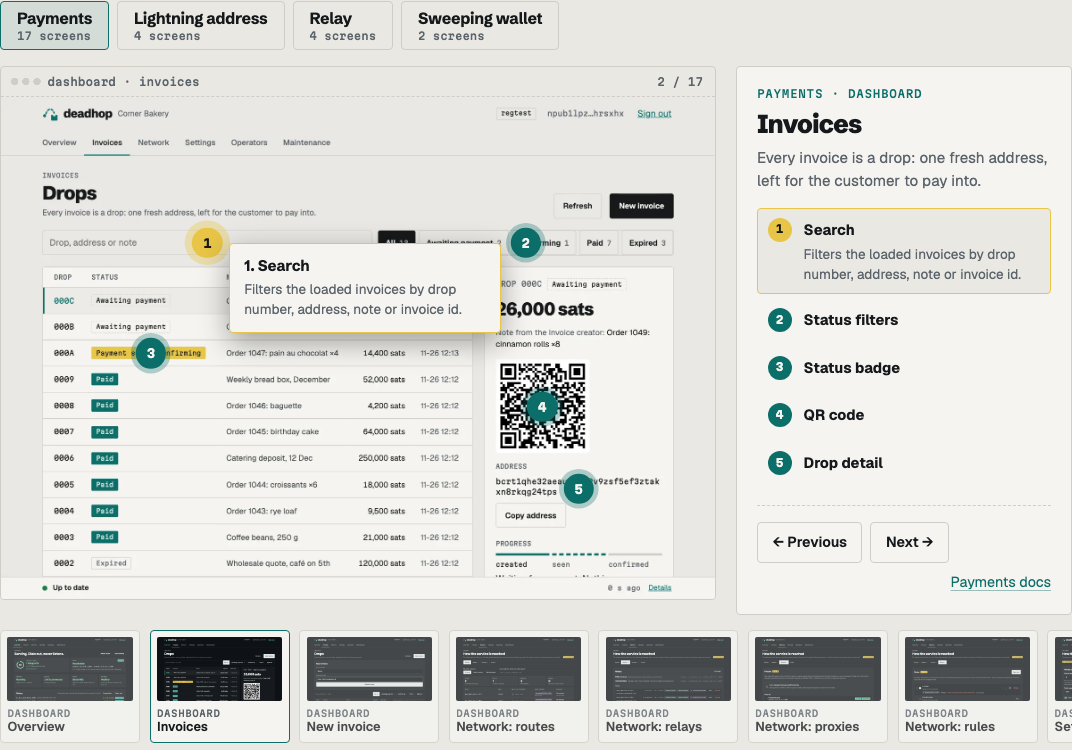 Payments
17 screens
Lightning address
4 screens
Relay
4 screens
Sweeping wallet
2 screens
dashboard · invoices
2 / 17
deadhop Corner Bakery
regtest
npub1lpz…hrsxhx
Sign out
Overview
Invoices
Network
Settings
Operators
Maintenance
INVOICES
Drops
Every invoice is a drop: one fresh address, left for the customer to pay into.
Refresh
New invoice
Drop, address or note
1
2
1
Paid 7
Expired 3
1. Search
Filters the loaded invoices by drop
number, address, note or invoice id.
DROP
STATUS
000C
Awaiting payment
000B
Awaiting payment
000A
Payment
3
Order 1047: pain au chocolat ×4
14,400 sats
11-26 12:13
0009
Paid
Weekly bread box, December
52,000 sats
11-26 12:12
0008
Paid
Order 1046: baguette
4,200 sats
11-26 12:12
0007
Paid
Order 1045: birthday cake
64,000 sats
11-26 12:12
0006
Paid
Catering deposit, 12 Dec
250,000 sats
11-26 12:12
0005
Paid
Order 1044: croissants ×6
18,000 sats
11-26 12:12
0004
Paid
Order 1043: rye loaf
9,500 sats
11-26 12:12
0003
Paid
Coffee beans, 250 g
21,000 sats
11-26 12:12
0002
Expired
Wholesale quote, café on 5th
120,000 sats
11-26 12:12
000C
Awaiting payment
26,000 sats
Note from the Invoice creator: Order 1049:
cinnamon rolls ×8
4
ADDRESS
5
xn8rkqg24tps
Copy address
PROGRESS
created
seen
confirmed
Up to date
0 s ago
Details
PAYMENTS · DASHBOARD
Invoices
Every invoice is a drop: one fresh address,
left for the customer to pay into.
1
Search
Filters the loaded invoices by drop
number, address, note or invoice id.
2
Status filters
3
Status badge
4
QR code
5
Drop detail
← Previous
Next →
Payments docs
DASHBOARD
Overview
DASHBOARD
Invoices
DASHBOARD
New invoice
DASHBOARD
Network: routes
DASHBOARD
Network: relays
DASHBOARD
Network: proxies
DASHBOARD
Network: rules